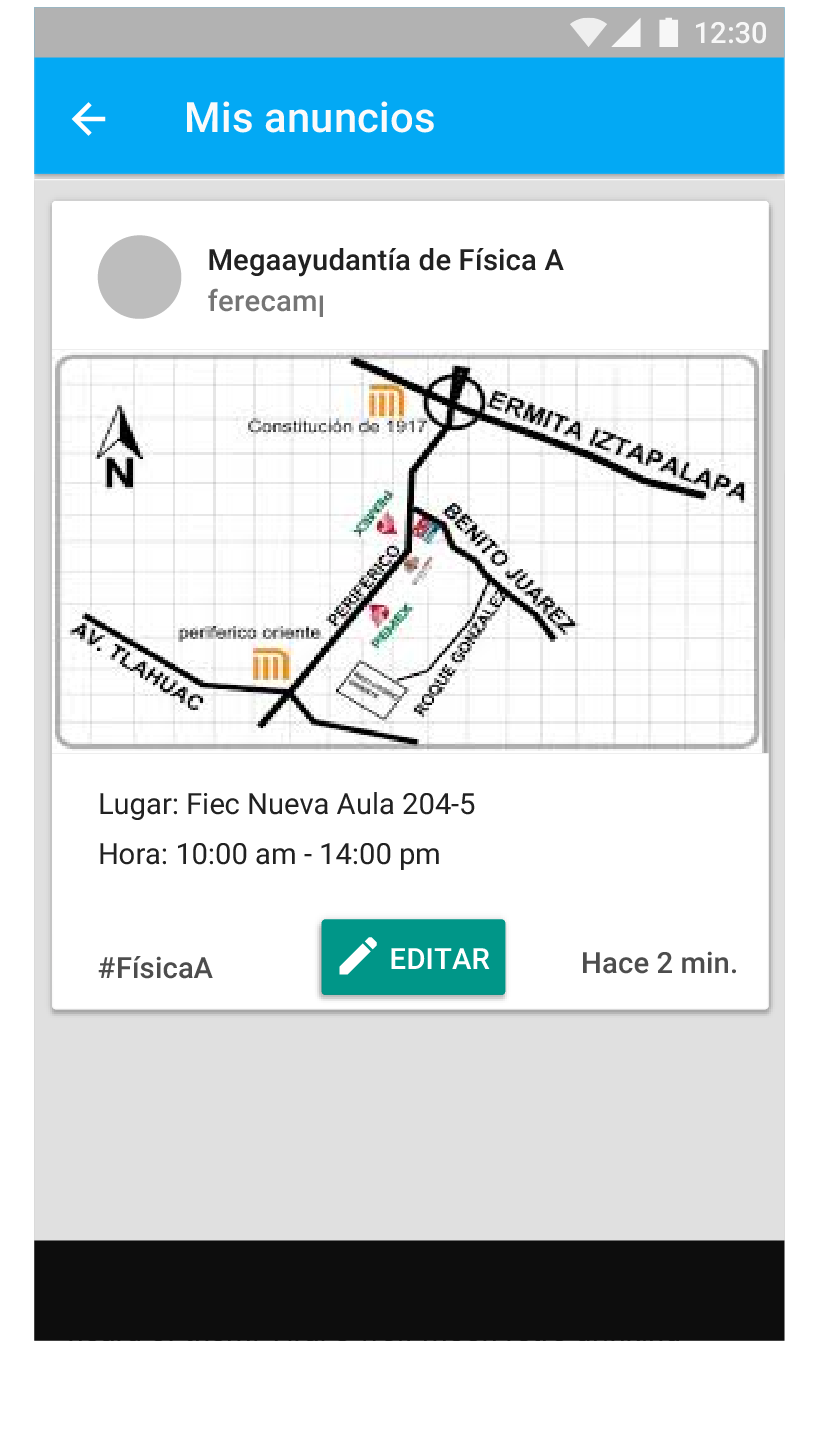 12:30
Mis anuncios
Megaayudantía de Física A
ferecamp
ERMITA IZTAPALAPA
Constitución de 1917
N
PEMEX
BENITO JUAREZ
PERIFERICO
PEMEX
periferico oriente
AV. TLAHUAC
ROQUE GONZALEZ
Lugar: Fiec Nueva Aula 204-5
Hora: 10:00 am - 14:00 pm
#FísicaA
EDITAR
Hace 2 min.